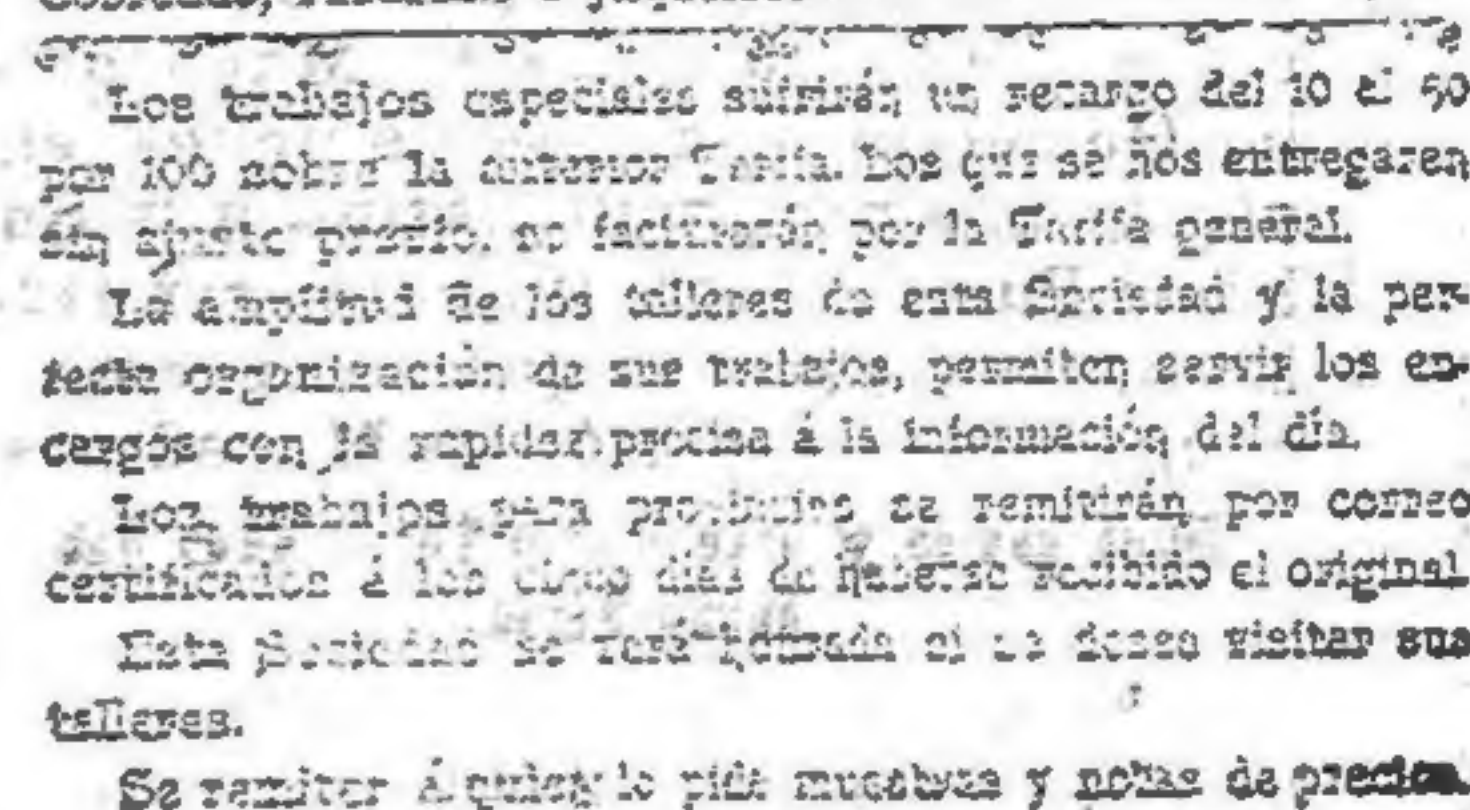 Los trabajos especiales sufrirán un recargo del 10 al 50
por 100 sobre la anterior Tarifa. Los que se nos entregaren
sin ajuste previo, se facturarán por la Tarifa general.
La amplitud de los talleres de esta Sociedad y la per-
fecta organización de sus trabajos, permiten servir los en-
cargos con la rapidez precisa á la información del día.
Los trabajos para provincias se remitirán por correo
certificados á los cinco días de haberse recibido el original.
Esta Sociedad se verá honrada si se desea visitar sus
talleres.
Se remiten á quien lo pida muestras y notas de precios.